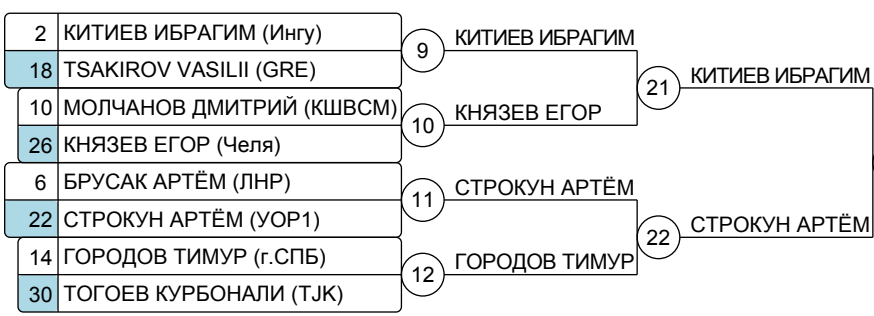 2 КИТИЕВ ИБРАГИМ (Ингу)
18 TSAKIROV VASILII (GRE)
10 МОЛЧАНОВ ДМИТРИЙ (КШВСМ)
26 КНЯЗЕВ ЕГОР (Челя)
6 БРУСАК АРТЁМ (ЛНР)
22 СТРОКУН АРТЁМ (УОР1)
14 ГОРОДОВ ТИМУР (г.СПБ)
30 ТОГОЕВ КУРБОНАЛИ (TJK)
9 КИТИЕВ ИБРАГИМ
10 КНЯЗЕВ ЕГОР
11 СТРОКУН АРТЁМ
12 ГОРОДОВ ТИМУР
21 КИТИЕВ ИБРАГИМ
22 СТРОКУН АРТЁМ